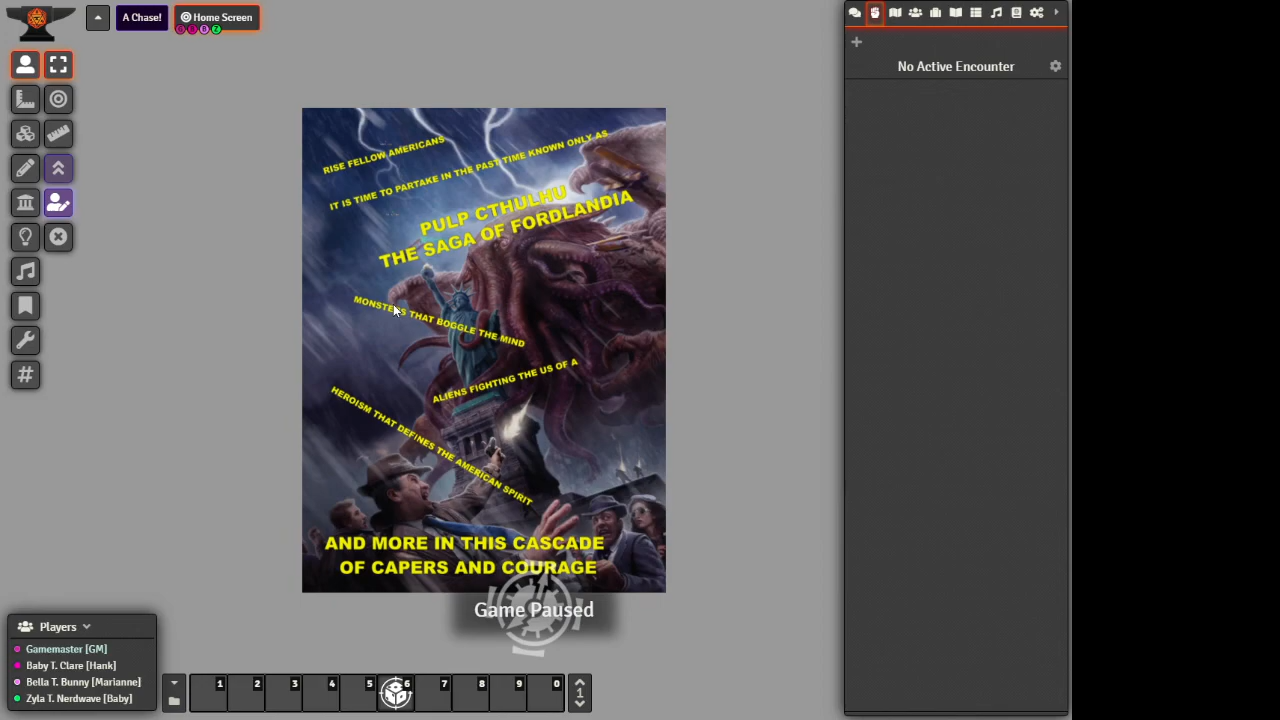 A Chase!
Home Screen
G
B
B
Z
RISE FELLOW AMERICANS
IT IS TIME TO PARTAKE IN THE PAST TIME KNOWN ONLY AS
PULP CTHULHU
THE SAGA OF FORDLANDIA
MONSTERS THAT BOGGLE THE MIND
ALIENS FIGHTING THE US OF A
HEROISM THAT DEFINES THE AMERICAN SPIRIT
AND MORE IN THIS CASCADE
OF CAPERS AND COURAGE
Game Paused
No Active Encounter
Players
Gamemaster [GM]
Baby T. Clare [Hank]
Bella T. Bunny [Marianne]
Zyla T. Nerdwave [Baby]
1 2 3 4 5 6 7 8 9 0
1